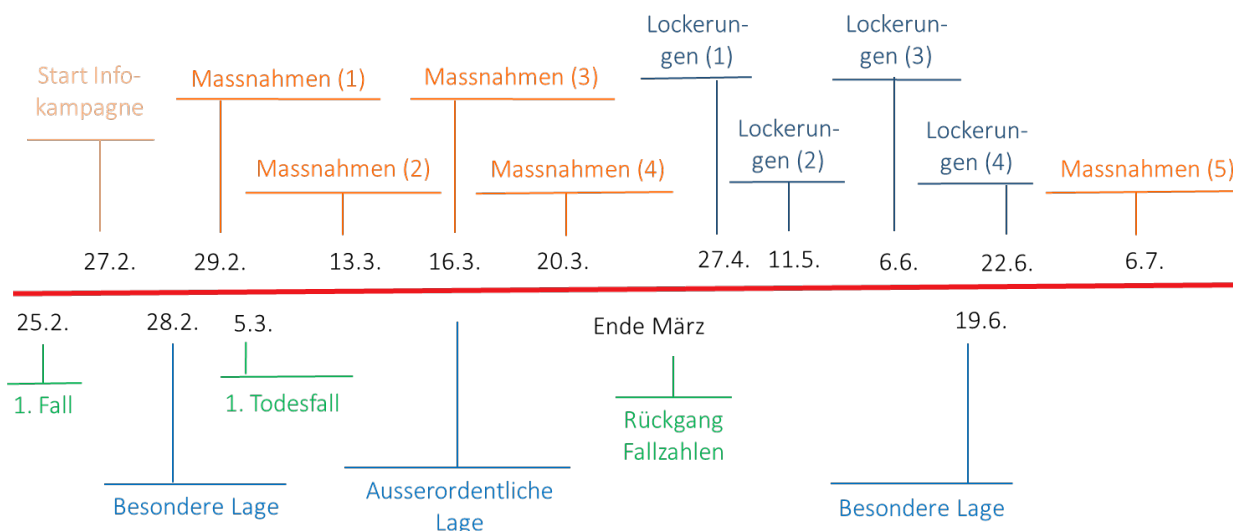 Start Info-
kampagne
Massnahmen (1)
Massnahmen (2)
Massnahmen (3)
Massnahmen (4)
Lockerun-
gen (1)
Lockerun-
gen (2)
Lockerun-
gen (3)
Lockerun-
gen (4)
Massnahmen (5)
27.2. 29.2. 13.3. 16.3. 20.3. 27.4. 11.5. 6.6. 22.6. 6.7.
25.2. 28.2. 5.3. Ende März 19.6.
1. Fall
1. Todesfall
Rückgang
Fallzahlen
Besondere Lage
Ausserordentliche
Lage
Besondere Lage